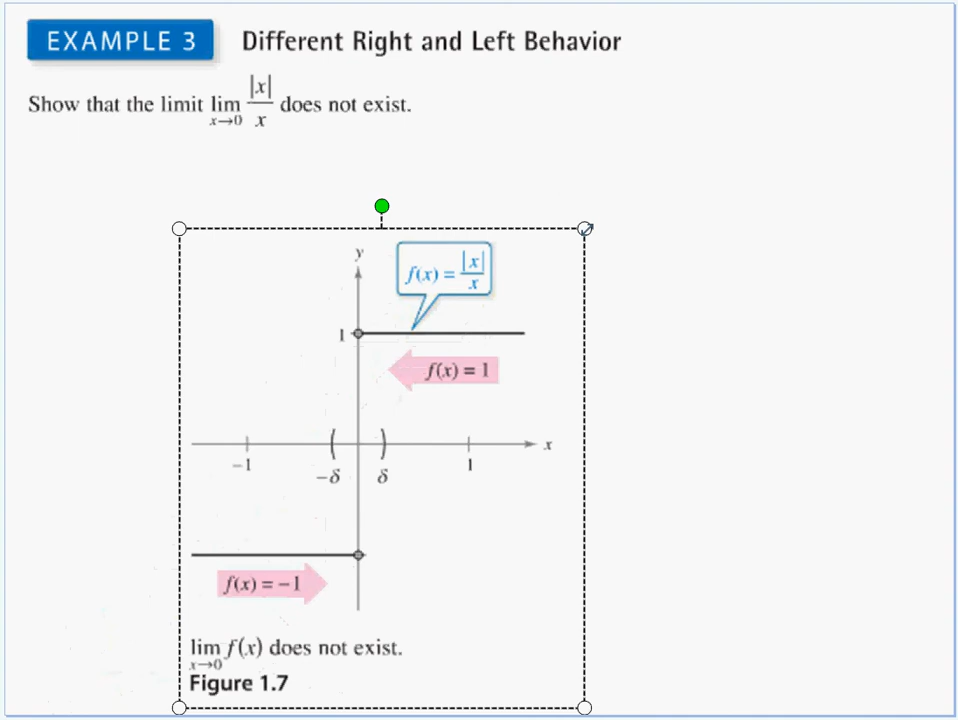 EXAMPLE 3 Different Right and Left Behavior
Show that the limit lim x→0 |x|/x does not exist.
y
f(x) = |x|/x
1
f(x) = 1
x
−1
1
−δ
δ
f(x) = −1
lim x→0 f(x) does not exist.
Figure 1.7